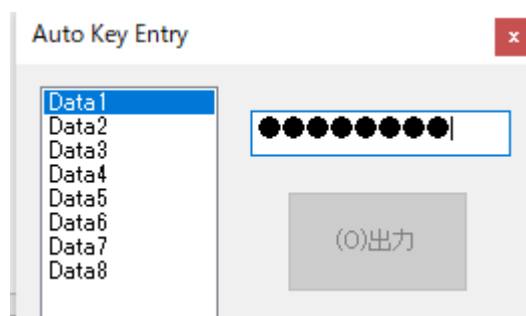 Auto Key Entry
x
Data1
Data2
Data3
Data4
Data5
Data6
Data7
Data8
●●●●●●●●
(O)出力